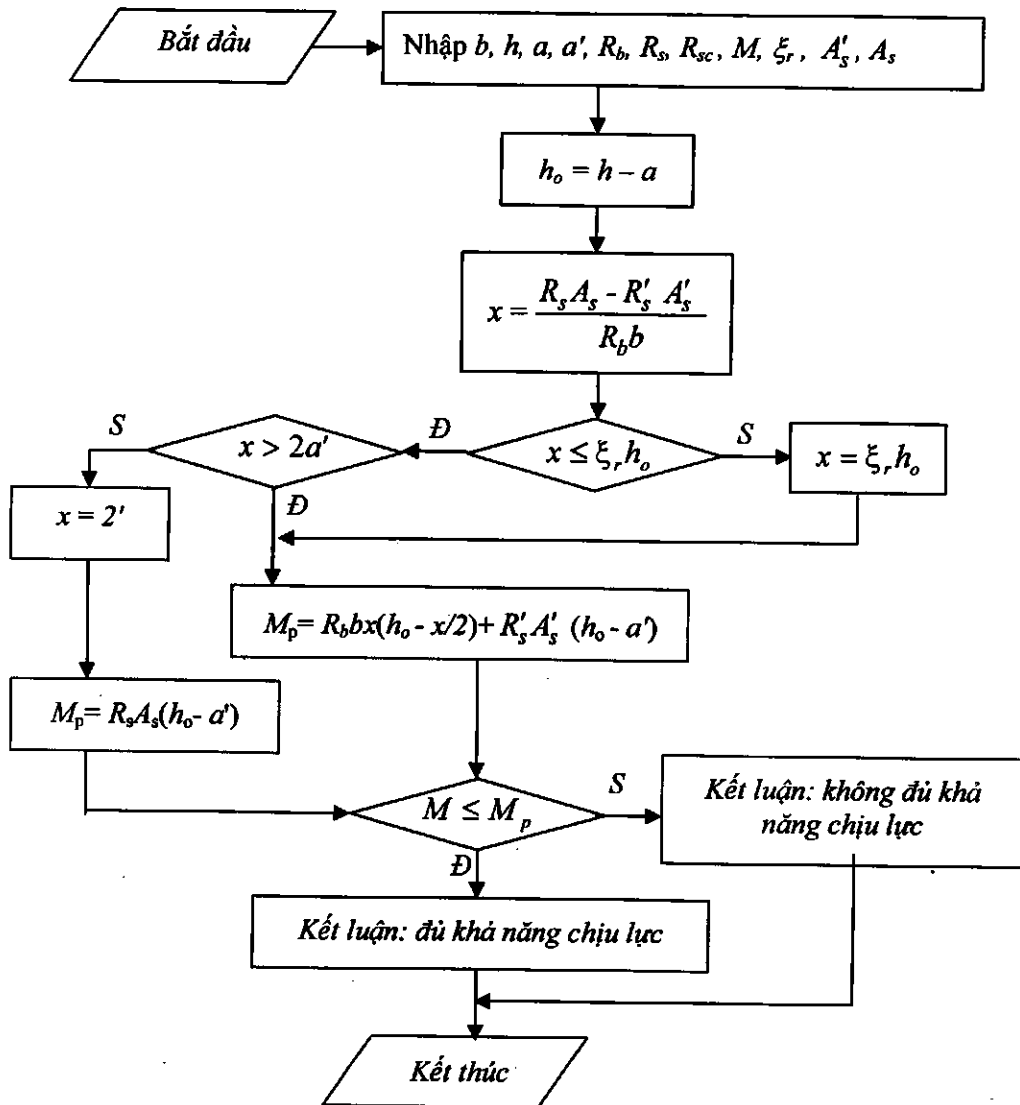 Bắt đầu
Nhập b, h, a, a', R_b, R_s, R_sc, M, ξ_r, A'_s, A_s
h_o = h – a
x = (R_s A_s - R'_s A'_s) / (R_b b)
S
x > 2a'
Đ
x ≤ ξ_r h_o
S
x = ξ_r h_o
x = 2'
Đ
M_p = R_b bx(h_o - x/2) + R'_s A'_s (h_o - a')
M_p = R_s A_s (h_o - a')
M ≤ M_p
S
Kết luận: không đủ khả
năng chịu lực
Đ
Kết luận: đủ khả năng chịu lực
Kết thúc